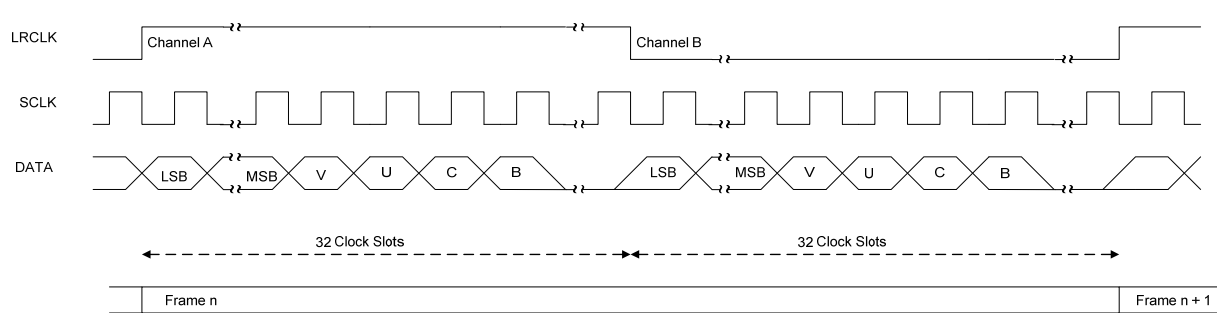 LRCLK
Channel A
Channel B
SCLK
DATA
LSB MSB V U C B LSB MSB V U C B
32 Clock Slots 32 Clock Slots
Frame n Frame n + 1